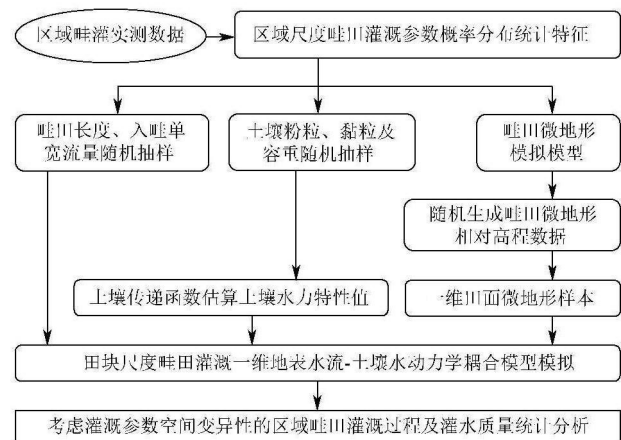 区域畦灌实测数据
区域尺度畦田灌溉参数概率分布统计特征
畦田长度、入畦单
宽流量随机抽样
土壤粉粒、黏粒及
容重随机抽样
畦田微地形
模拟模型
随机生成畦田微地形
相对高程数据
土壤传递函数估算土壤水力特性值
一维田面微地形样本
田块尺度畦田灌溉一维地表水流-土壤水动力学耦合模型模拟
考虑灌溉参数空间变异性的区域畦田灌溉过程及灌水质量统计分析